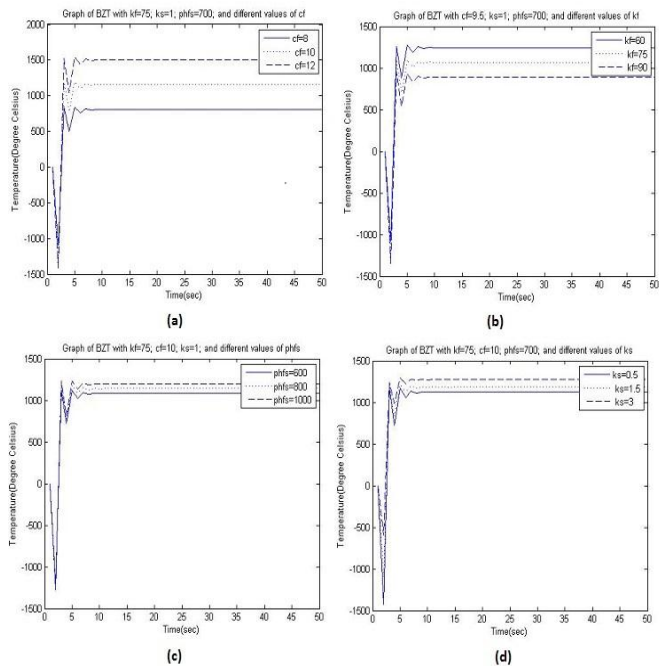 Graph of BZT with kf=75; ks=1; phfs=700; and different values of cf
2000
1500
1000
500
0
-500
-1000
-1500
0 5 10 15 20 25 30 35 40 45 50
Temperature(Degree Celsius)
Time(sec)
cf=8
cf=10
cf=12
(a)
Graph of BZT with cf=9.5; ks=1; phfs=700; and different values of kf
1500
1000
500
0
-500
-1000
-1500
0 5 10 15 20 25 30 35 40 45 50
Temperature(Degree Celsius)
Time(sec)
kf=60
kf=75
kf=90
(b)
Graph of BZT with kf=75; cf=10; ks=1; and different values of phfs
1500
1000
500
0
-500
-1000
-1500
0 5 10 15 20 25 30 35 40 45 50
Temperature(Degree Celsius)
Time(sec)
phfs=600
phfs=800
phfs=1000
(c)
Graph of BZT with kf=75; cf=10; phfs=700; and different values of ks
1500
1000
500
0
-500
-1000
-1500
0 5 10 15 20 25 30 35 40 45 50
Temperature(Degree Celsius)
Time(sec)
ks=0.5
ks=1.5
ks=3
(d)